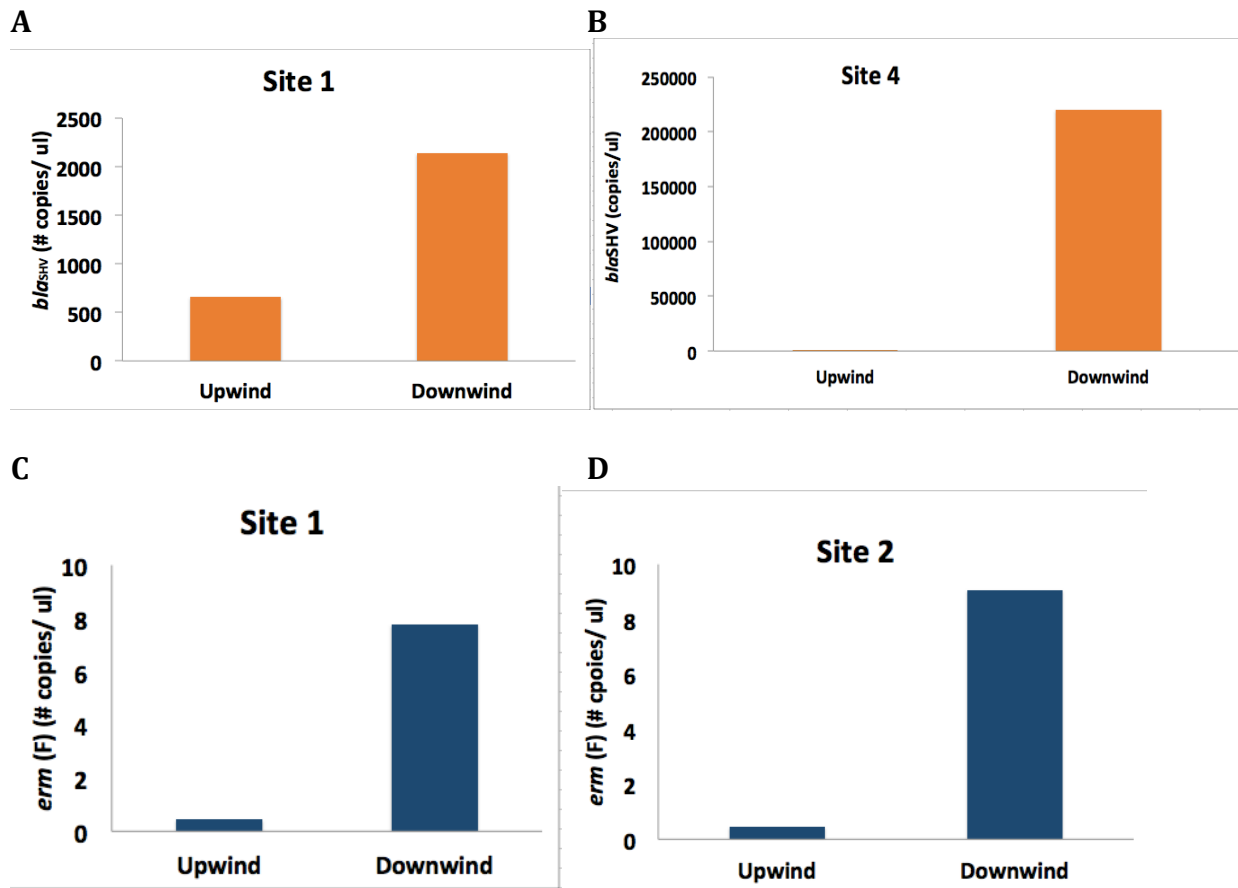 A
Site 1
blaSHV (# copies/ ul)
2500
2000
1500
1000
500
0
Upwind Downwind
B
Site 4
blaSHV (copies/ul)
250000
200000
150000
100000
50000
0
Upwind Downwind
C
Site 1
erm (F) (# copies/ ul)
10
8
6
4
2
0
Upwind Downwind
D
Site 2
erm (F) (# cpoies/ ul)
10
8
6
4
2
0
Upwind Downwind